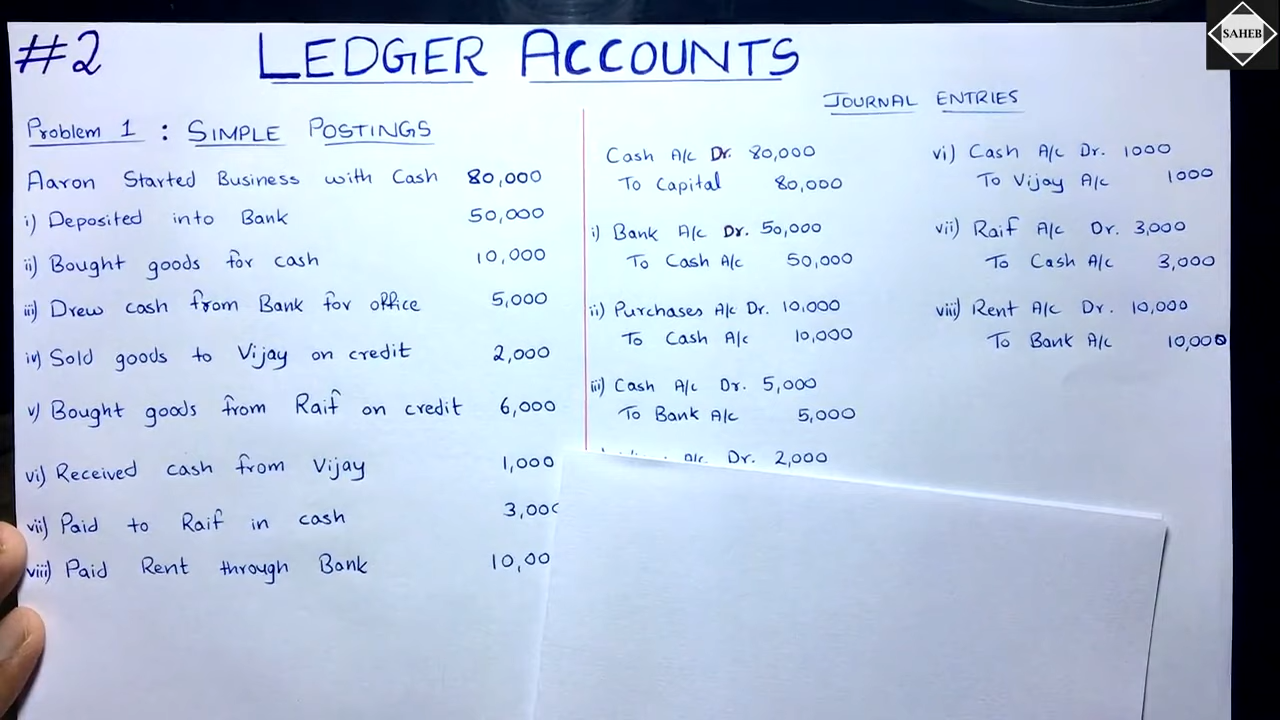 #2 LEDGER ACCOUNTS
SAHEB
Problem 1 : SIMPLE POSTINGS
Aaron Started Business with Cash 80,000
i) Deposited into Bank 50,000
ii) Bought goods for cash 10,000
iii) Drew cash from Bank for office 5,000
iv) Sold goods to Vijay on credit 2,000
v) Bought goods from Raif on credit 6,000
vi) Received cash from Vijay 1,000
vii) Paid to Raif in cash 3,000
viii) Paid Rent through Bank 10,00
JOURNAL ENTRIES
Cash A/c Dr. 80,000
To Capital 80,000
i) Bank A/c Dr. 50,000
To Cash A/c 50,000
ii) Purchases A/c Dr. 10,000
To Cash A/c 10,000
iii) Cash A/c Dr. 5,000
To Bank A/c 5,000
A/c Dr. 2,000
vi) Cash A/c Dr. 1000
To Vijay A/c 1000
vii) Raif A/c Dr. 3,000
To Cash A/c 3,000
viii) Rent A/c Dr. 10,000
To Bank A/c 10,000